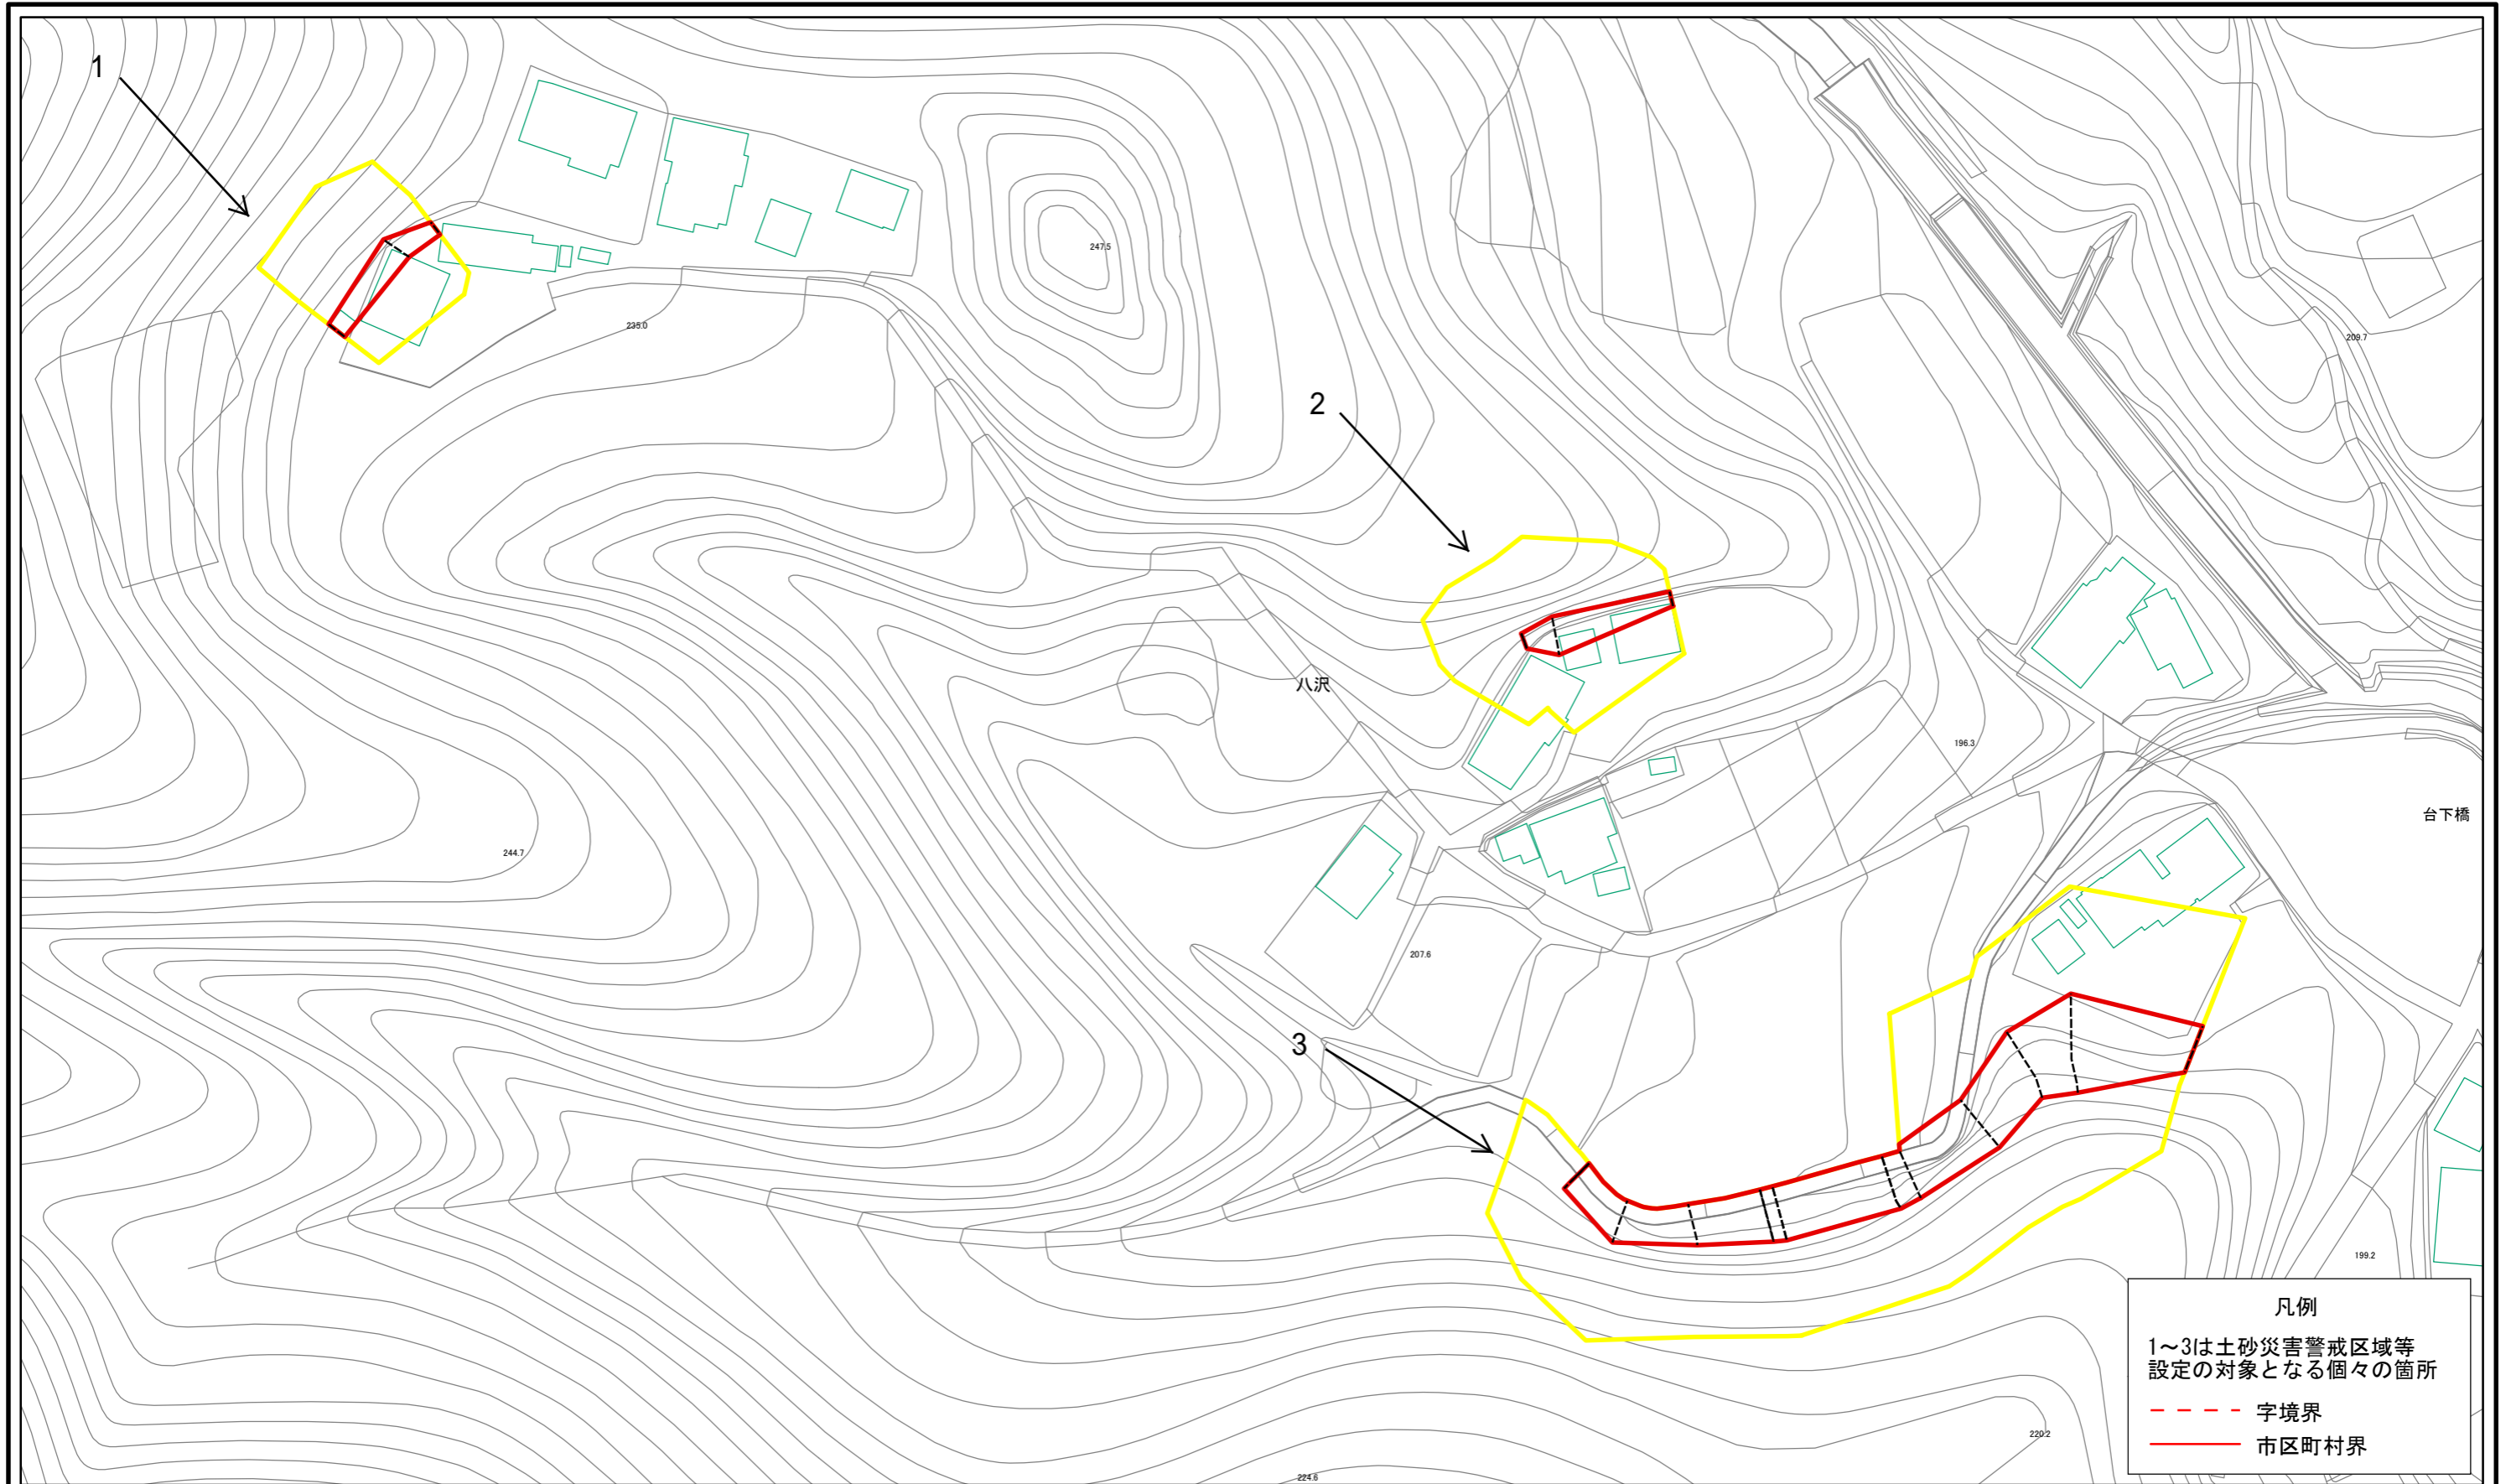 1
247.5
235.0
209.7
2
八沢
196.3
台下橋
244.7
207.6
3
199.2
凡例
1～3は土砂災害警戒区域等
設定の対象となる個々の箇所
字境界
市区町村界
220.2
224.6